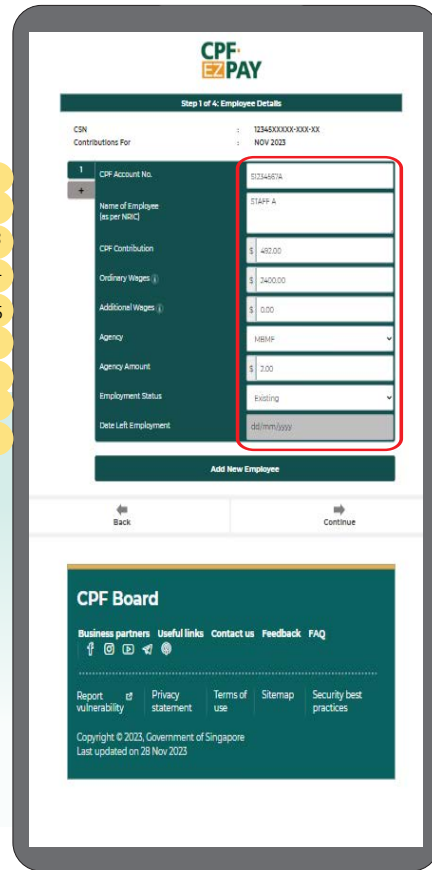 CPF
EZ PAY
Step 1 of 4: Employee Details
CSN : 12345XXXXX-XXX-XX
Contributions For : NOV 2023
1
+
CPF Account No.
S1234567A
Name of Employee
(as per NRIC)
STAFF A
CPF Contribution
$ 492.00
Ordinary Wages i
$ 2400.00
Additional Wages i
$ 0.00
Agency
MBMF
Agency Amount
$ 2.00
Employment Status
Existing
Date Left Employment
dd/mm/yyyy
Add New Employee
Back
Continue
CPF Board
Business partners Useful links Contact us Feedback FAQ
Report vulnerability
Privacy statement
Terms of use
Sitemap
Security best practices
Copyright © 2023, Government of Singapore
Last updated on 28 Nov 2023